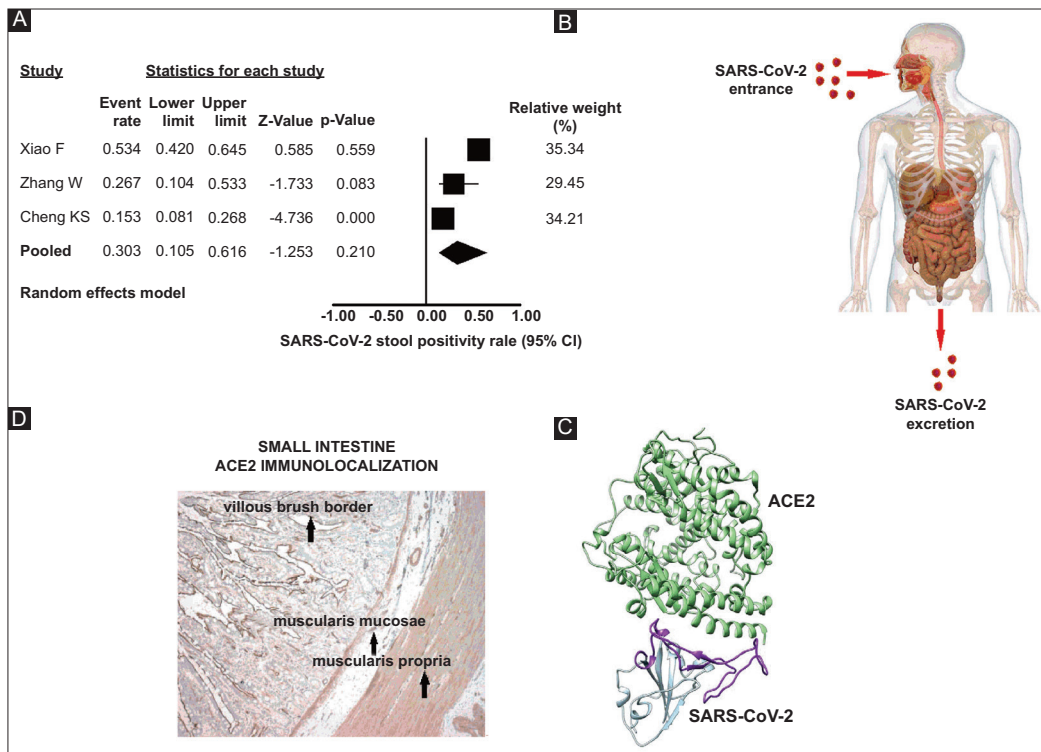 A
Study Statistics for each study
Event rate Lower limit Upper limit Z-Value p-Value Relative weight (%)
Xiao F 0.534 0.420 0.645 0.585 0.559 35.34
Zhang W 0.267 0.104 0.533 -1.733 0.083 29.45
Cheng KS 0.153 0.081 0.268 -4.736 0.000 34.21
Pooled 0.303 0.105 0.616 -1.253 0.210
Random effects model
-1.00 -0.50 0.00 0.50 1.00
SARS-CoV-2 stool positivity rale (95% CI)
B
SARS-CoV-2
entrance
SARS-CoV-2
excretion
D
SMALL INTESTINE
ACE2 IMMUNOLOCALIZATION
villous brush border
muscularis mucosae
muscularis propria
C
ACE2
SARS-CoV-2